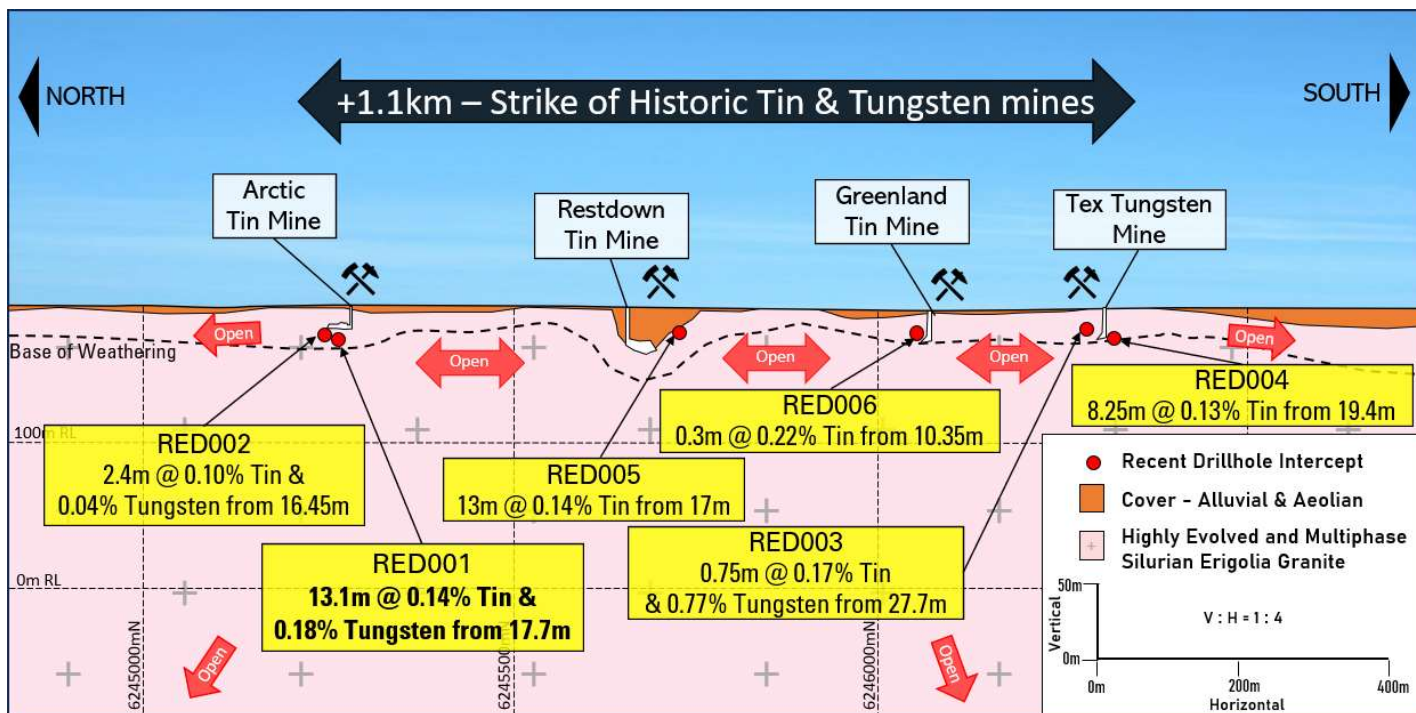 NORTH
+1.1km – Strike of Historic Tin & Tungsten mines
SOUTH
Arctic
Tin Mine
Restdown
Tin Mine
Greenland
Tin Mine
Tex Tungsten
Mine
Open
Open
Open
Open
Open
Base of Weathering
RED004
8.25m @ 0.13% Tin from 19.4m
RED006
0.3m @ 0.22% Tin from 10.35m
RED002
2.4m @ 0.10% Tin &
0.04% Tungsten from 16.45m
100m RL
RED005
13m @ 0.14% Tin from 17m
RED003
0.75m @ 0.17% Tin
& 0.77% Tungsten from 27.7m
RED001
13.1m @ 0.14% Tin &
0.18% Tungsten from 17.7m
0m RL
6245000mN
6245500mN
6246000mN
Open
Open
Recent Drillhole Intercept
Cover - Alluvial & Aeolian
Highly Evolved and Multiphase
Silurian Erigolia Granite
50m
Vertical
0m
V : H = 1 : 4
0m
200m
400m
Horizontal